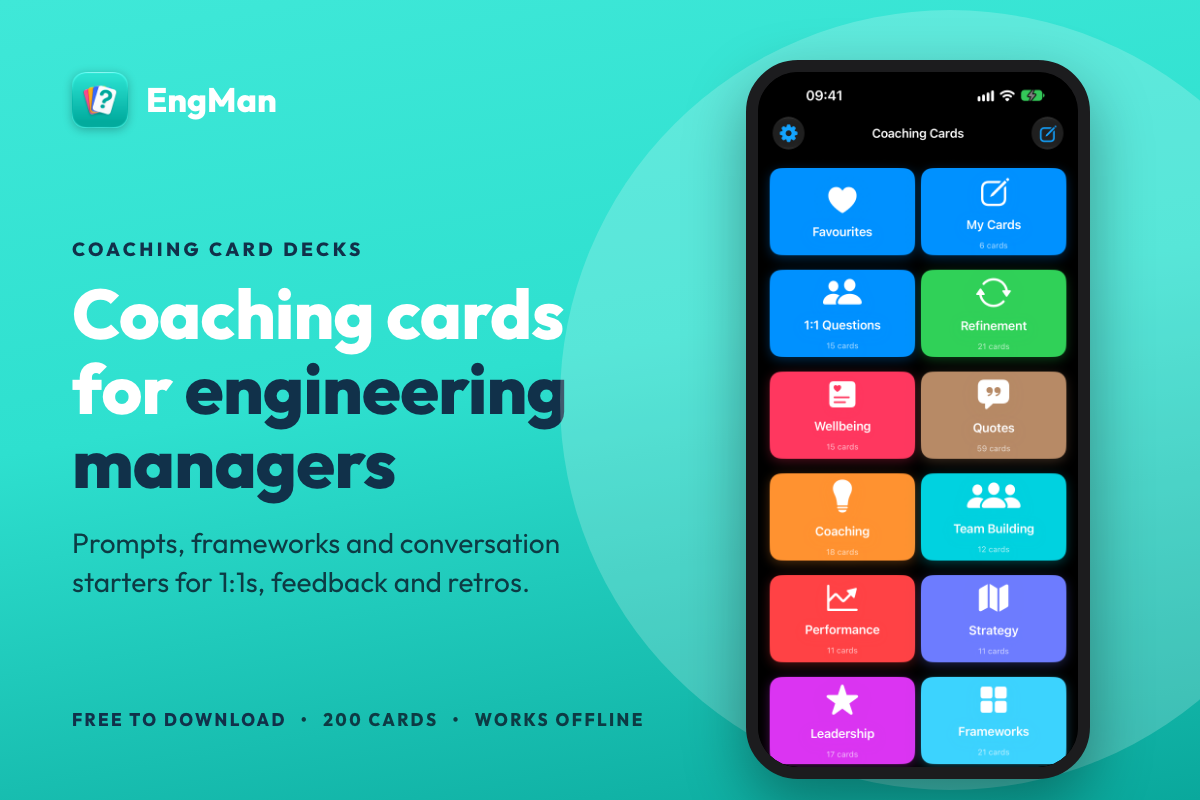 EngMan
COACHING CARD DECKS
Coaching cards
for engineering
managers
Prompts, frameworks and conversation
starters for 1:1s, feedback and retros.
FREE TO DOWNLOAD • 200 CARDS • WORKS OFFLINE
09:41
Coaching Cards
Favourites
My Cards
6 cards
1:1 Questions
15 cards
Refinement
21 cards
Wellbeing
15 cards
Quotes
59 cards
Coaching
16 cards
Team Building
12 cards
Performance
11 cards
Strategy
11 cards
Leadership
17 cards
Frameworks
21 cards